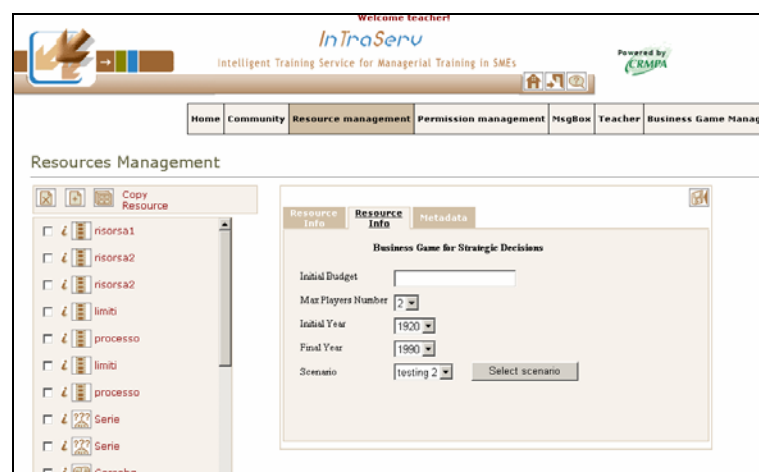 Welcome teacher!
InTraServ
Intelligent Training Service for Managerial Training in SMEs
Powered by
CRMPA
Home Community Resource management Permission management MsgBox Teacher Business Game Manag
Resources Management
Copy
Resource
risorsa1
risorsa2
risorsa2
limiti
processo
limiti
processo
??? Serie
??? Serie
Resource
Info
Resource
Info
Metadata
Business Game for Strategic Decisions
Initial Budget
Max Players Number 2
Initial Year 1920
Final Year 1990
Scenario testing 2 Select scenario